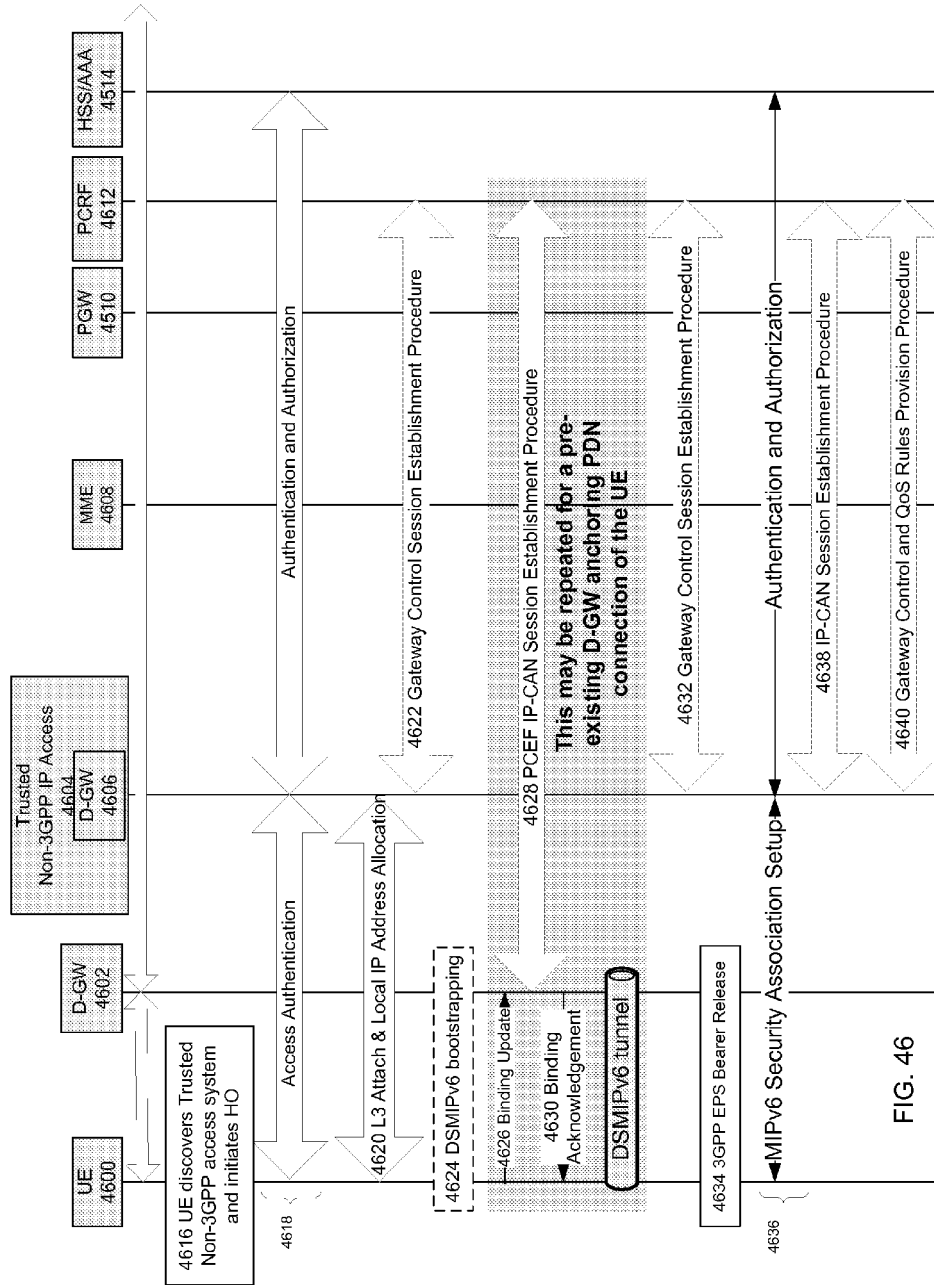 UE
4600
D-GW
4602
Trusted
Non-3GPP IP Access
4604
D-GW
4606
MME
4608
PGW
4510
PCRF
4612
HSS/AAA
4514
4616 UE discovers Trusted
Non-3GPP access system
and initiates HO
4618
Access Authentication
Authentication and Authorization
4620 L3 Attach & Local IP Address Allocation
4622 Gateway Control Session Establishment Procedure
4624 DSMIPv6 bootstrapping
4626 Binding Update
4628 PCEF IP-CAN Session Establishment Procedure
4630 Binding
Acknowledgement
This may be repeated for a pre-
existing D-GW anchoring PDN
connection of the UE
DSMIPv6 tunnel
4632 Gateway Control Session Establishment Procedure
4634 3GPP EPS Bearer Release
4636
MIPv6 Security Association Setup
Authentication and Authorization
4638 IP-CAN Session Establishment Procedure
4640 Gateway Control and QoS Rules Provision Procedure
FIG. 46